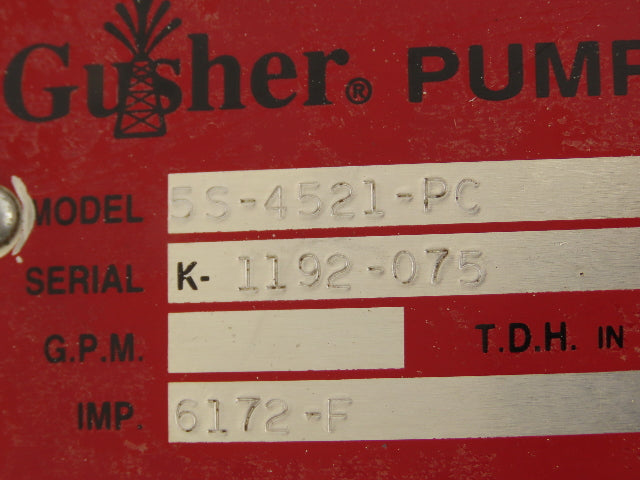 Gusher® PUMP
MODEL 5S-4521-PC
SERIAL K- 1192-075
G.P.M. T.D.H. IN
IMP. 6172-F